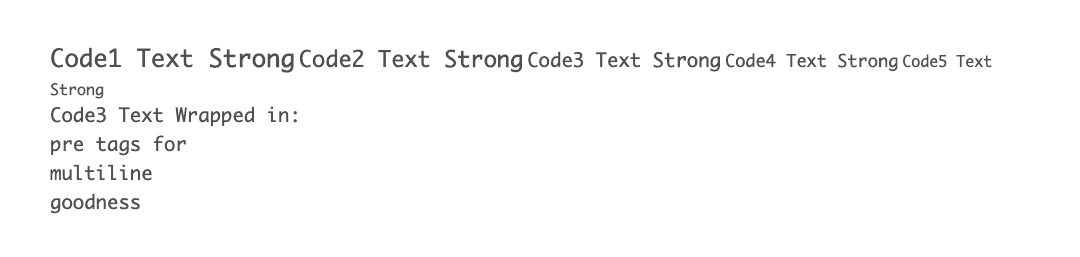 Code1 Text Strong Code2 Text Strong Code3 Text Strong Code4 Text Strong Code5 Text
Strong
Code3 Text Wrapped in:
pre tags for
multiline
goodness